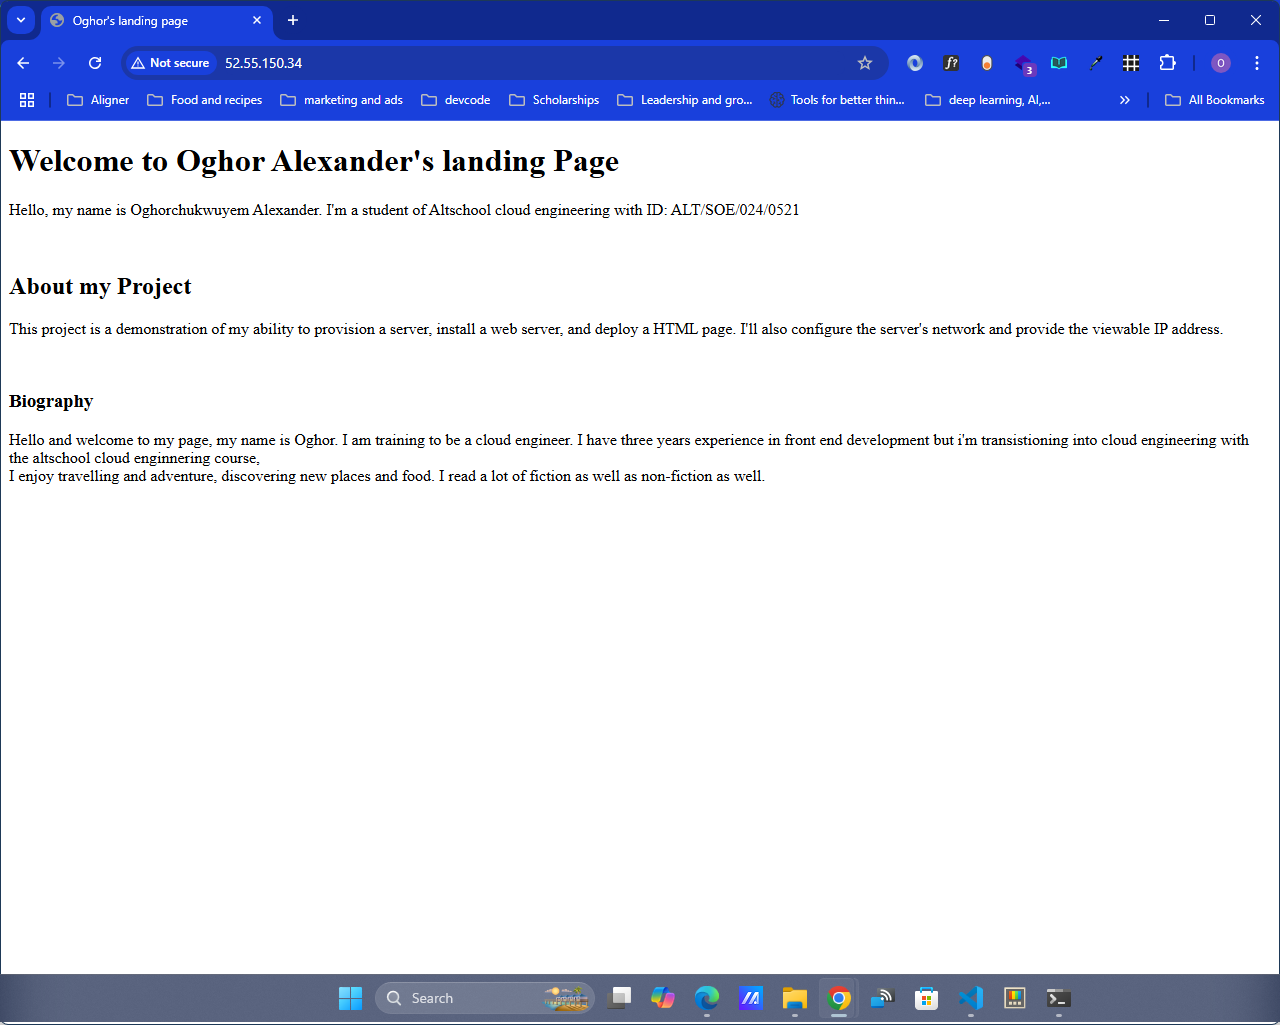 Oghor's landing page
Not secure
52.55.150.34
f?
3
O
Aligner
Food and recipes
marketing and ads
devcode
Scholarships
Leadership and gro...
Tools for better thin...
deep learning, AI,...
All Bookmarks
Welcome to Oghor Alexander's landing Page
Hello, my name is Oghorchukwuyem Alexander. I'm a student of Altschool cloud engineering with ID: ALT/SOE/024/0521
About my Project
This project is a demonstration of my ability to provision a server, install a web server, and deploy a HTML page. I'll also configure the server's network and provide the viewable IP address.
Biography
Hello and welcome to my page, my name is Oghor. I am training to be a cloud engineer. I have three years experience in front end development but i'm transistioning into cloud engineering with
the altschool cloud enginnering course,
I enjoy travelling and adventure, discovering new places and food. I read a lot of fiction as well as non-fiction as well.
Search